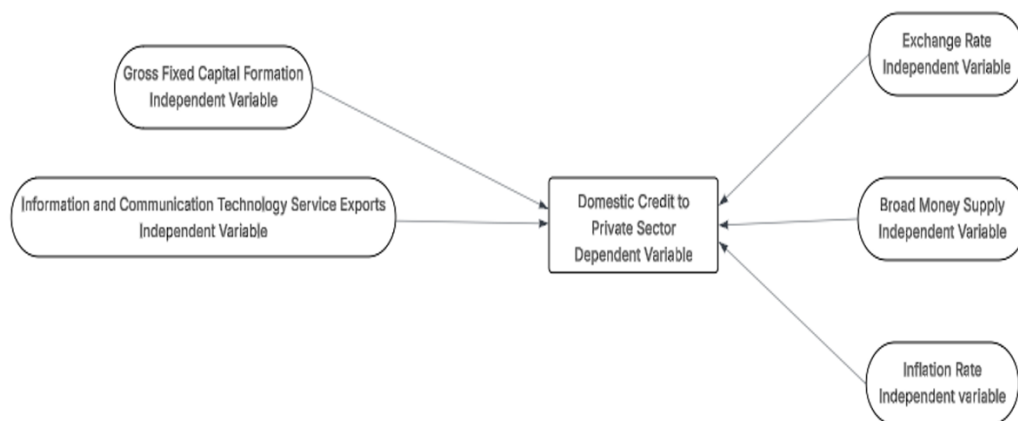 Gross Fixed Capital Formation
Independent Variable
Information and Communication Technology Service Exports
Independent Variable
Domestic Credit to
Private Sector
Dependent Variable
Exchange Rate
Independent Variable
Broad Money Supply
Independent Variable
Inflation Rate
Independent variable